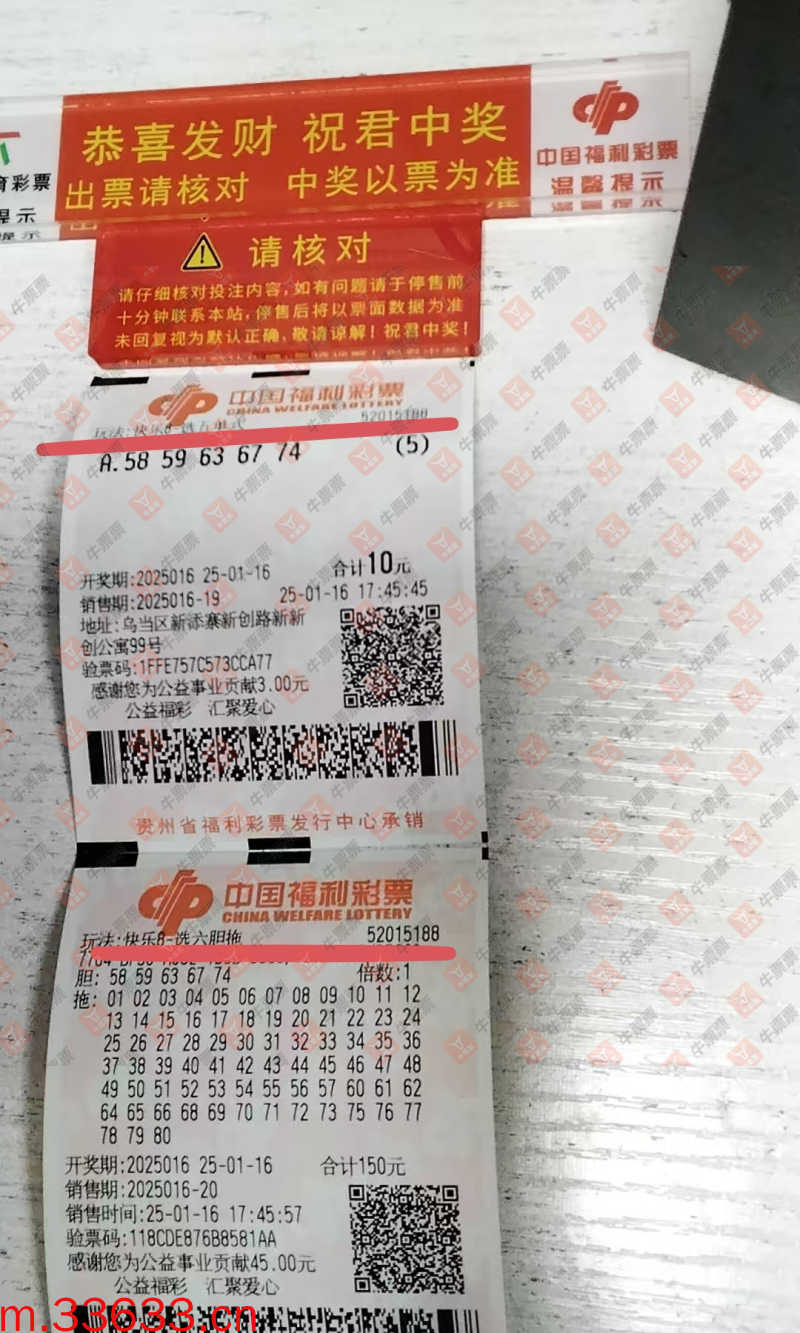 恭喜发财 祝君中奖
出票请核对 中奖以票为准
中国福利彩票
温馨提示
育彩票
提示
请核对
请仔细核对投注内容,如有问题请于停售前
十分钟联系本站,停售后将以票面数据为准
未回复视为默认正确,敬请谅解!祝君中奖!
中国福利彩票
CHINA WELFARE LOTTERY
玩法:快乐8-选五单式 52015188
A.58 59 63 67 74 (5)
开奖期:2025016 25-01-16 合计10元
销售期:2025016-19 25-01-16 17:45:45
地址:乌当区新添寨新创路新新
创公寓99号
验票码:1FFE757C573CCA77
感谢您为公益事业贡献3.00元
公益福彩 汇聚爱心
贵州省福利彩票发行中心承销
中国福利彩票
CHINA WELFARE LOTTERY
玩法:快乐8-选六胆拖 52015188
胆: 58 59 63 67 74 倍数:1
拖: 01 02 03 04 05 06 07 08 09 10 11 12
13 14 15 16 17 18 19 20 21 22 23 24
25 26 27 28 29 30 31 32 33 34 35 36
37 38 39 40 41 42 43 44 45 46 47 48
49 50 51 52 53 54 55 56 57 60 61 62
64 65 66 68 69 70 71 72 73 75 76 77
78 79 80
开奖期:2025016 25-01-16 合计150元
销售期:2025016-20
销售时间:25-01-16 17:45:57
验票码:118CDE876B8581AA
感谢您为公益事业贡献45.00元
公益福彩 汇聚爱心
m.33633.cn
牛票票